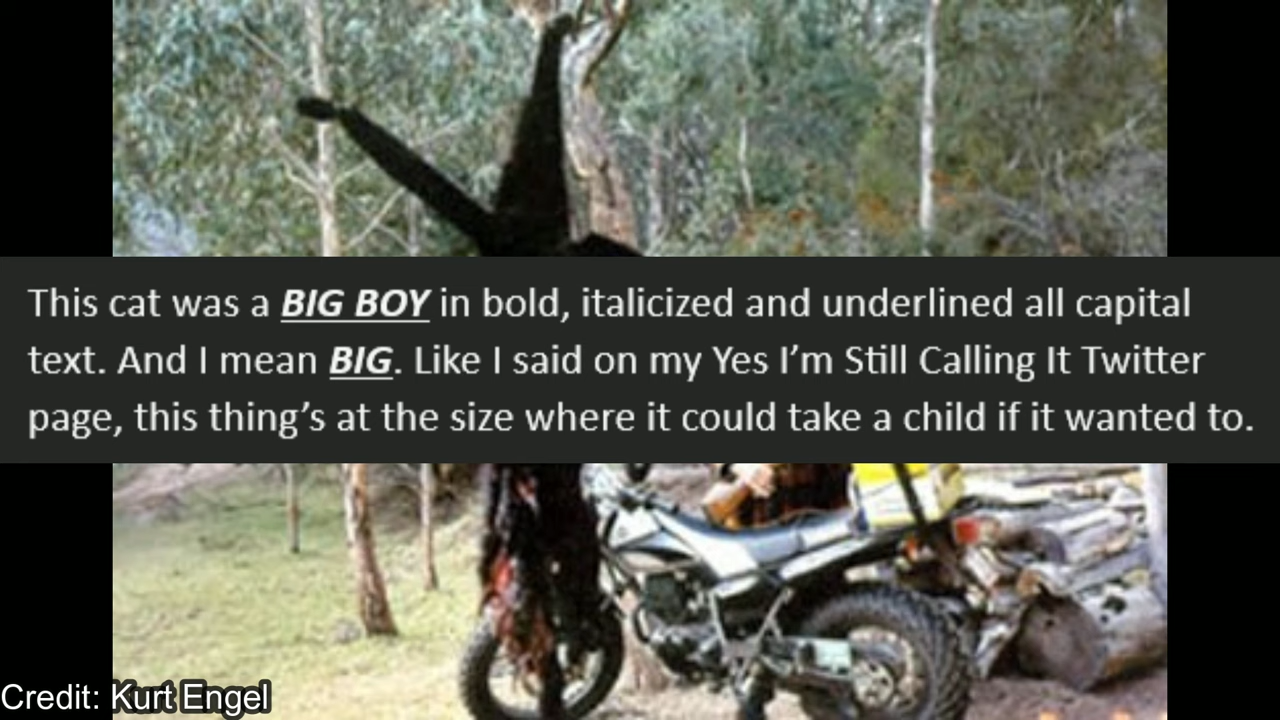 This cat was a BIG BOY in bold, italicized and underlined all capital
text. And I mean BIG. Like I said on my Yes I’m Still Calling It Twitter
page, this thing’s at the size where it could take a child if it wanted to.
Credit: Kurt Engel